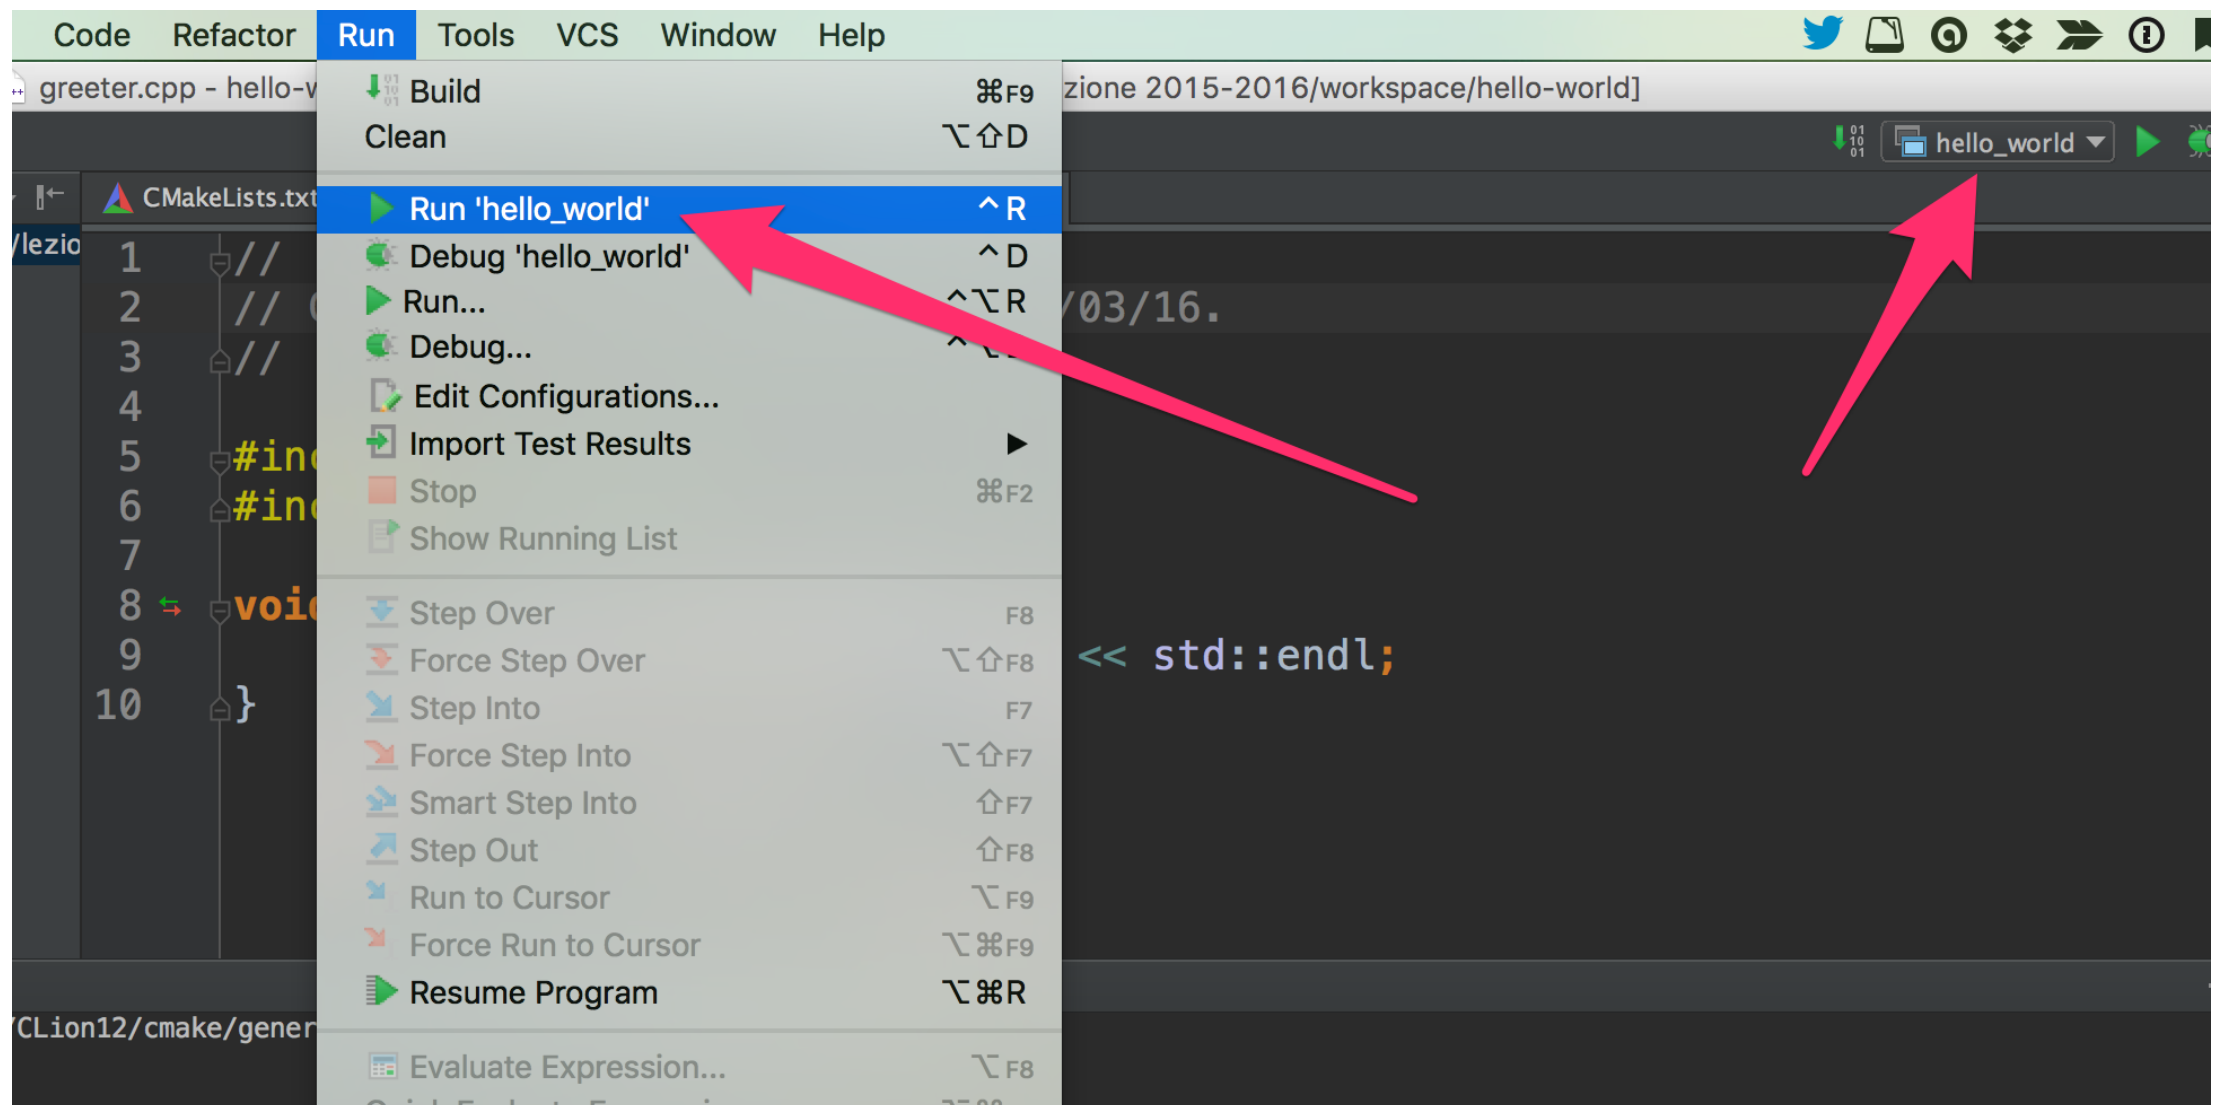 Code Refactor Run Tools VCS Window Help
greeter.cpp - hello-w zione 2015-2016/workspace/hello-world]
Build ⌘F9
Clean ⌥⇧D
hello_world
CMakeLists.txt
Run 'hello_world' ^R
/lezio
1 //
Debug 'hello_world' ^D
2 // /03/16.
Run... ^⌥R
3 //
Debug...
4
Edit Configurations...
5 #inc
Import Test Results ▶
6 #inc
Stop ⌘F2
7
Show Running List
8 void
Step Over F8
9 << std::endl;
Force Step Over ⌥⇧F8
10 }
Step Into F7
Force Step Into ⌥⇧F7
Smart Step Into ⇧F7
Step Out ⇧F8
Run to Cursor ⌥F9
Force Run to Cursor ⌥⌘F9
Resume Program ⌥⌘R
/CLion12/cmake/gener
Evaluate Expression... ⌥F8